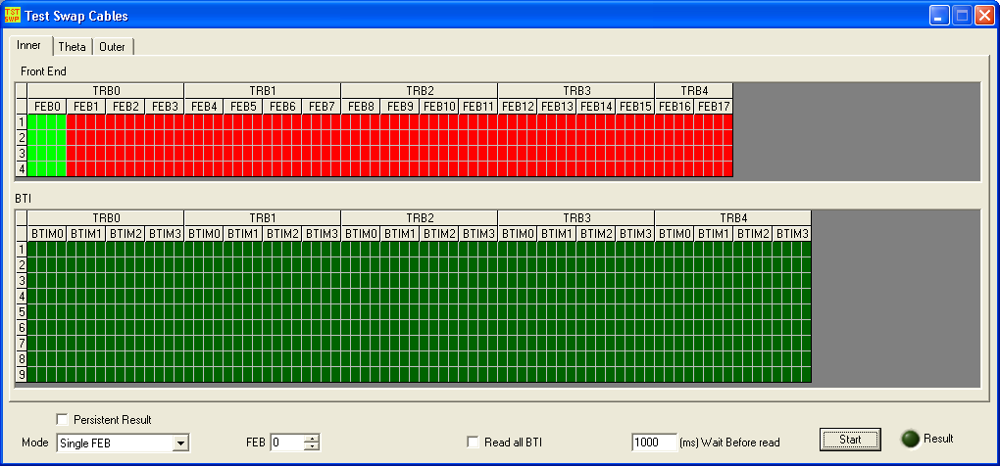 TST SWP Test Swap Cables
Inner Theta Outer
Front End
TRB0 TRB1 TRB2 TRB3 TRB4
FEB0 FEB1 FEB2 FEB3 FEB4 FEB5 FEB6 FEB7 FEB8 FEB9 FEB10 FEB11 FEB12 FEB13 FEB14 FEB15 FEB16 FEB17
1
2
3
4
BTI
TRB0 TRB1 TRB2 TRB3 TRB4
BTIM0 BTIM1 BTIM2 BTIM3 BTIM0 BTIM1 BTIM2 BTIM3 BTIM0 BTIM1 BTIM2 BTIM3 BTIM0 BTIM1 BTIM2 BTIM3 BTIM0 BTIM1 BTIM2 BTIM3
1
2
3
4
5
6
7
8
9
Persistent Result
Mode Single FEB FEB 0 Read all BTI 1000 (ms) Wait Before read Start Result